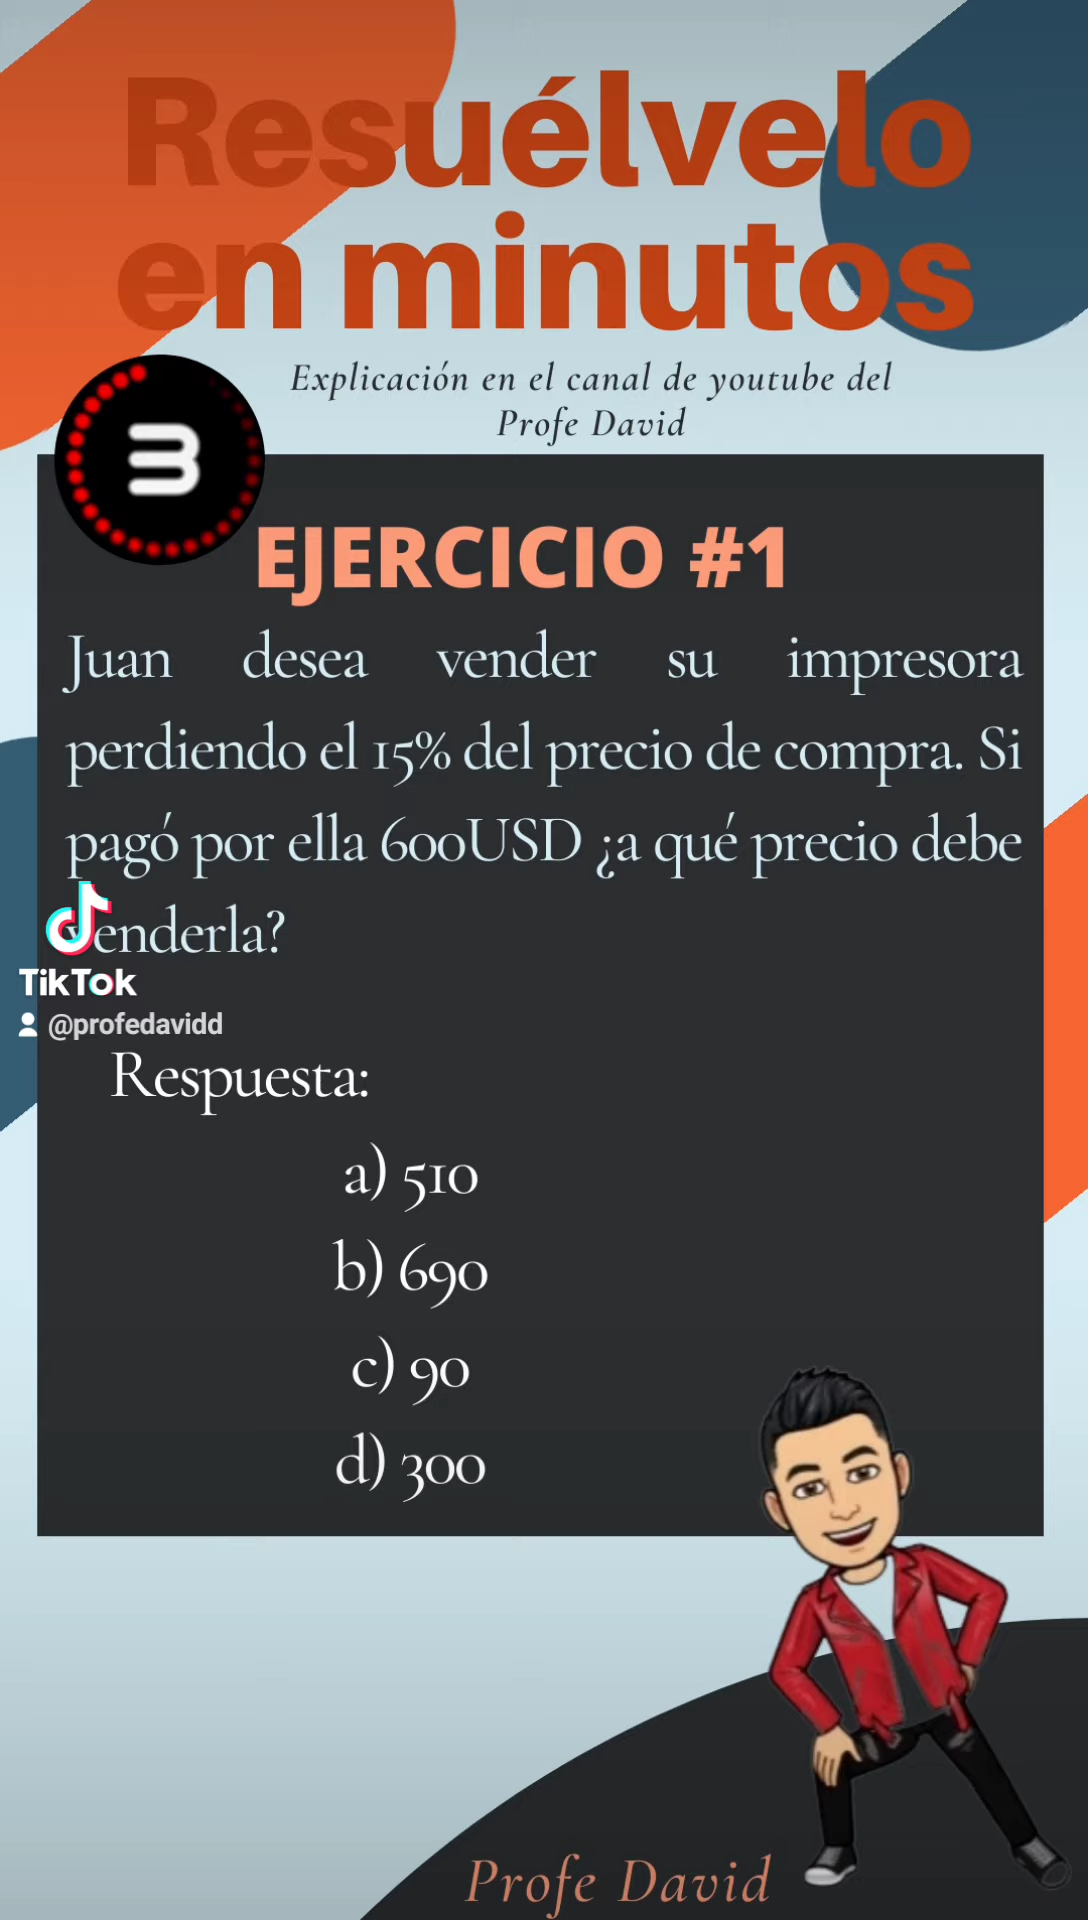 Resuélvelo
en minutos
Explicación en el canal de youtube del
Profe David
3
EJERCICIO #1
Juan desea vender su impresora
perdiendo el 15% del precio de compra. Si
pagó por ella 600USD ¿a qué precio debe
venderla?
TikTok
@profedavidd
Respuesta:
a) 510
b) 690
c) 90
d) 300
Profe David